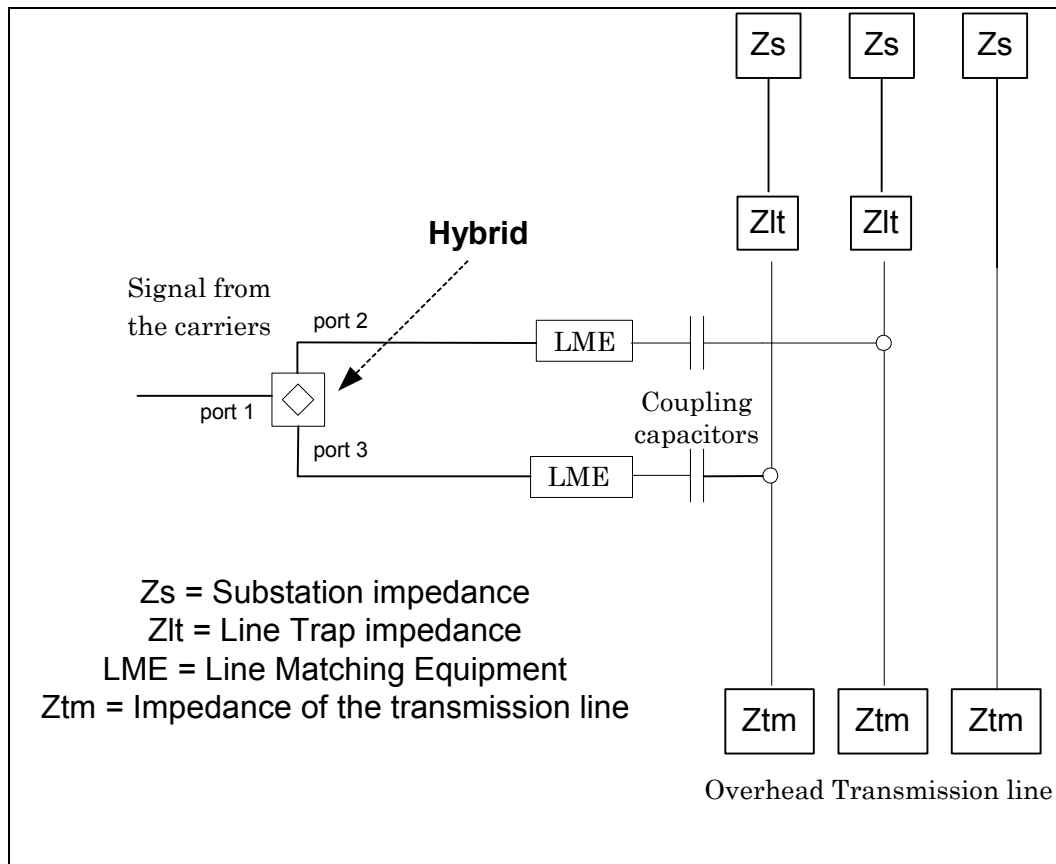 Zs Zs Zs
Zlt Zlt
Hybrid
Signal from
the carriers
port 2
LME
port 1
Coupling
capacitors
port 3
LME
Zs = Substation impedance
Zlt = Line Trap impedance
LME = Line Matching Equipment
Ztm = Impedance of the transmission line
Ztm Ztm Ztm
Overhead Transmission line